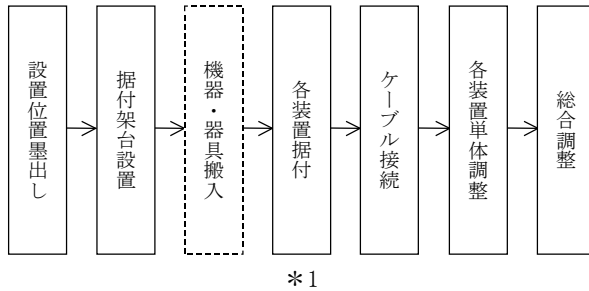 設置位置墨出し
据付架台設置
機器・器具搬入
各装置据付
ケーブル接続
各装置単体調整
総合調整
＊1